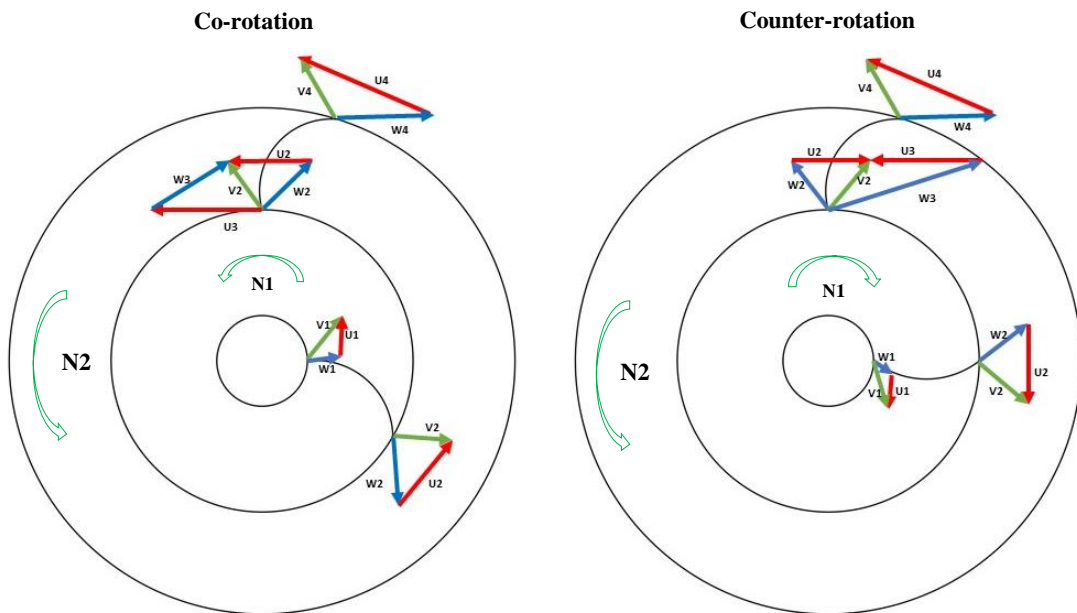 Co-rotation
U4
V4
W4
U2
W3
V2
W2
U3
N1
N2
V1
U1
W1
V2
W2
U2
Counter-rotation
U4
V4
W4
U2
U3
W2
V2
W3
N1
N2
W1
V1
U1
W2
U2
V2